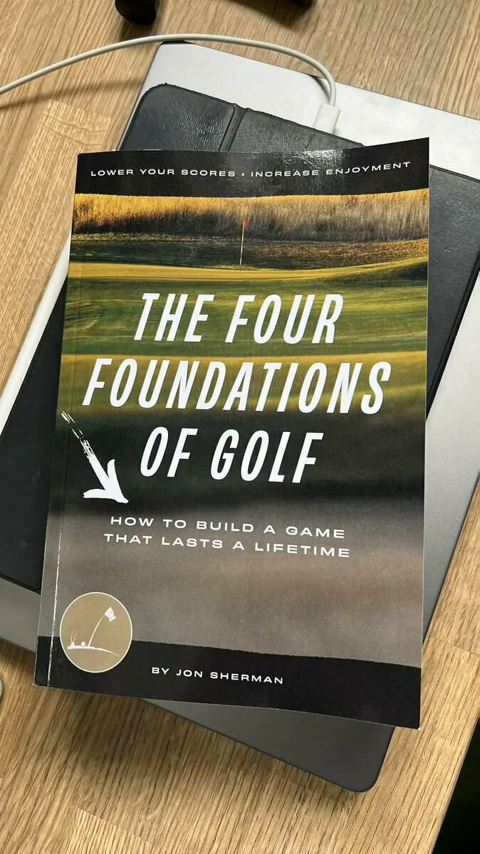 LOWER YOUR SCORES • INCREASE ENJOYMENT
THE FOUR
FOUNDATIONS
OF GOLF
HOW TO BUILD A GAME
THAT LASTS A LIFETIME
BY JON SHERMAN